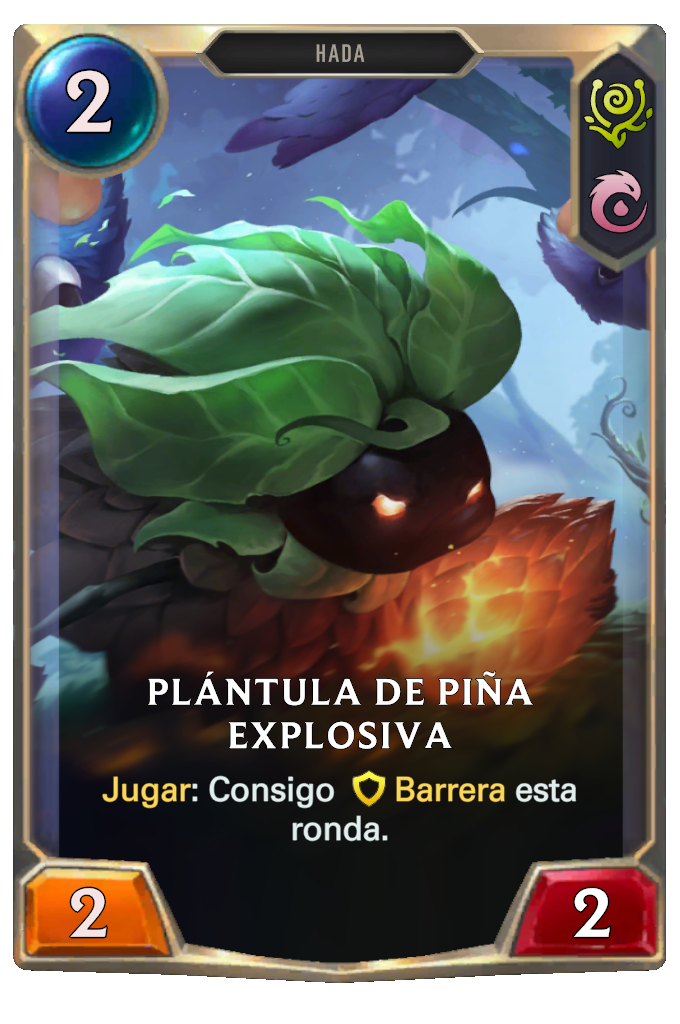 2
HADA
PLÁNTULA DE PIÑA
EXPLOSIVA
Jugar: Consigo Barrera esta
ronda.
2
2